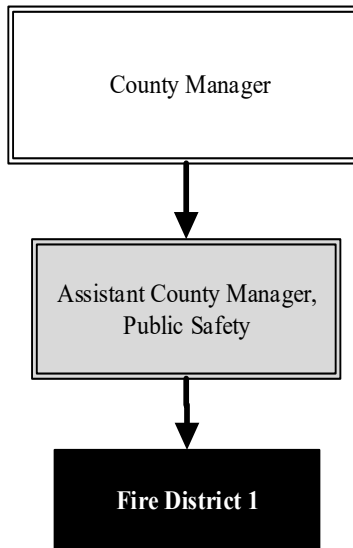 County Manager
Assistant County Manager,
Public Safety
Fire District 1